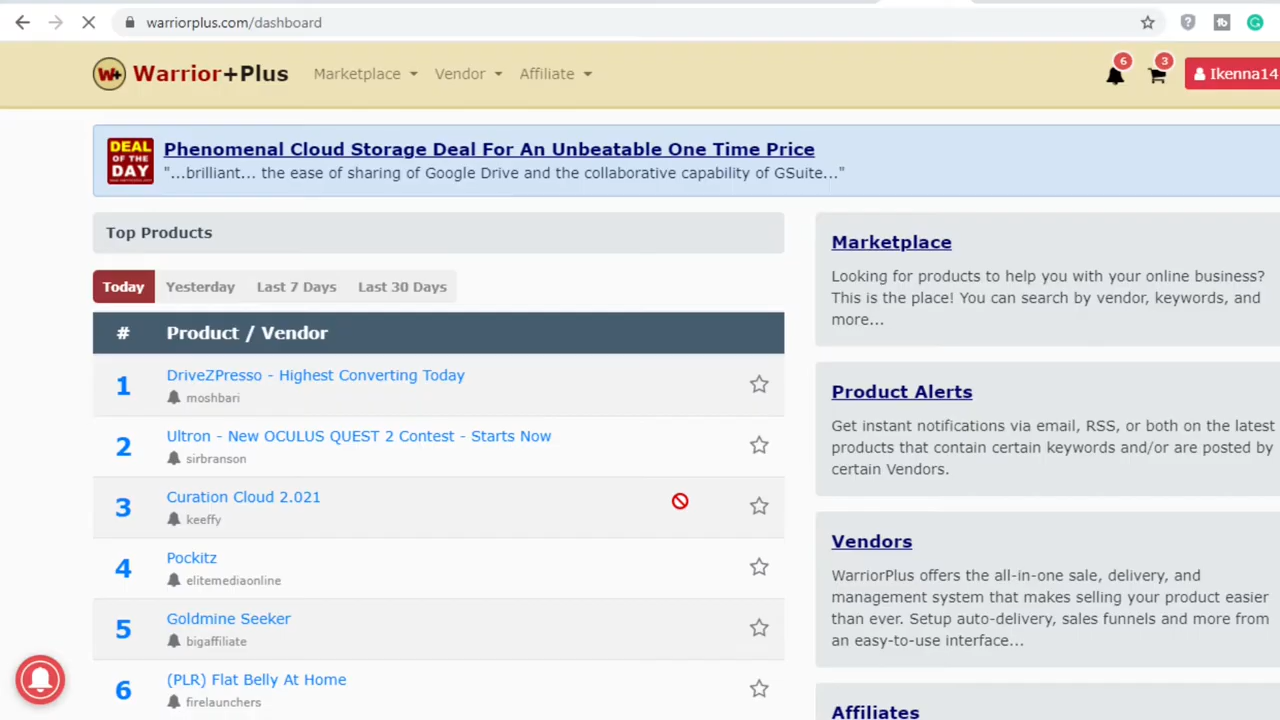 warriorplus.com/dashboard
W+ Warrior+Plus Marketplace Vendor Affiliate 6 3 Ikenna14
DEAL OF THE DAY
Phenomenal Cloud Storage Deal For An Unbeatable One Time Price
"...brilliant... the ease of sharing of Google Drive and the collaborative capability of GSuite..."
Top Products
Today Yesterday Last 7 Days Last 30 Days
# Product / Vendor
1 DriveZPresso - Highest Converting Today
moshbari
2 Ultron - New OCULUS QUEST 2 Contest - Starts Now
sirbranson
3 Curation Cloud 2.021
keeffy
4 Pockitz
elitemediaonline
5 Goldmine Seeker
bigaffiliate
6 (PLR) Flat Belly At Home
firelaunchers
Marketplace
Looking for products to help you with your online business?
This is the place! You can search by vendor, keywords, and
more...
Product Alerts
Get instant notifications via email, RSS, or both on the latest
products that contain certain keywords and/or are posted by
certain Vendors.
Vendors
WarriorPlus offers the all-in-one sale, delivery, and
management system that makes selling your product easier
than ever. Setup auto-delivery, sales funnels and more from
an easy-to-use interface...
Affiliates